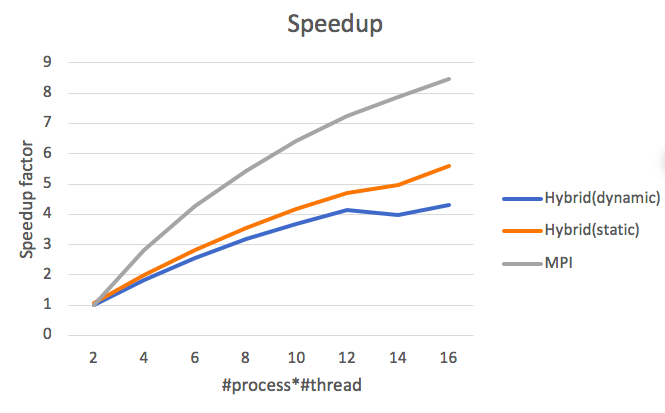 Speedup
9
8
7
6
5
4
3
2
1
0
Speedup factor
2 4 6 8 10 12 14 16
#process*#thread
Hybrid(dynamic)
Hybrid(static)
MPI